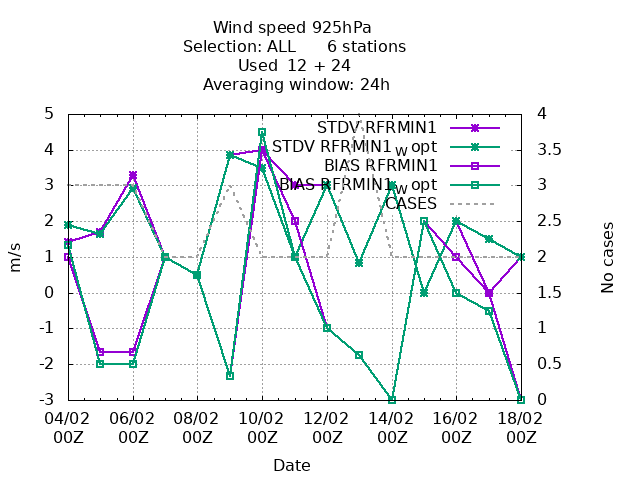 Wind speed 925hPa
Selection: ALL 6 stations
Used 12 + 24
Averaging window: 24h
STDV RFRMIN1
STDV RFRMIN1_W opt
BIAS RFRMIN1
BIAS RFRMIN1_W opt
CASES
5
4
3
2
1
0
-1
-2
-3
4
3.5
3
2.5
2
1.5
1
0.5
0
m/s
No cases
04/02 06/02 08/02 10/02 12/02 14/02 16/02 18/02
00Z 00Z 00Z 00Z 00Z 00Z 00Z 00Z
Date